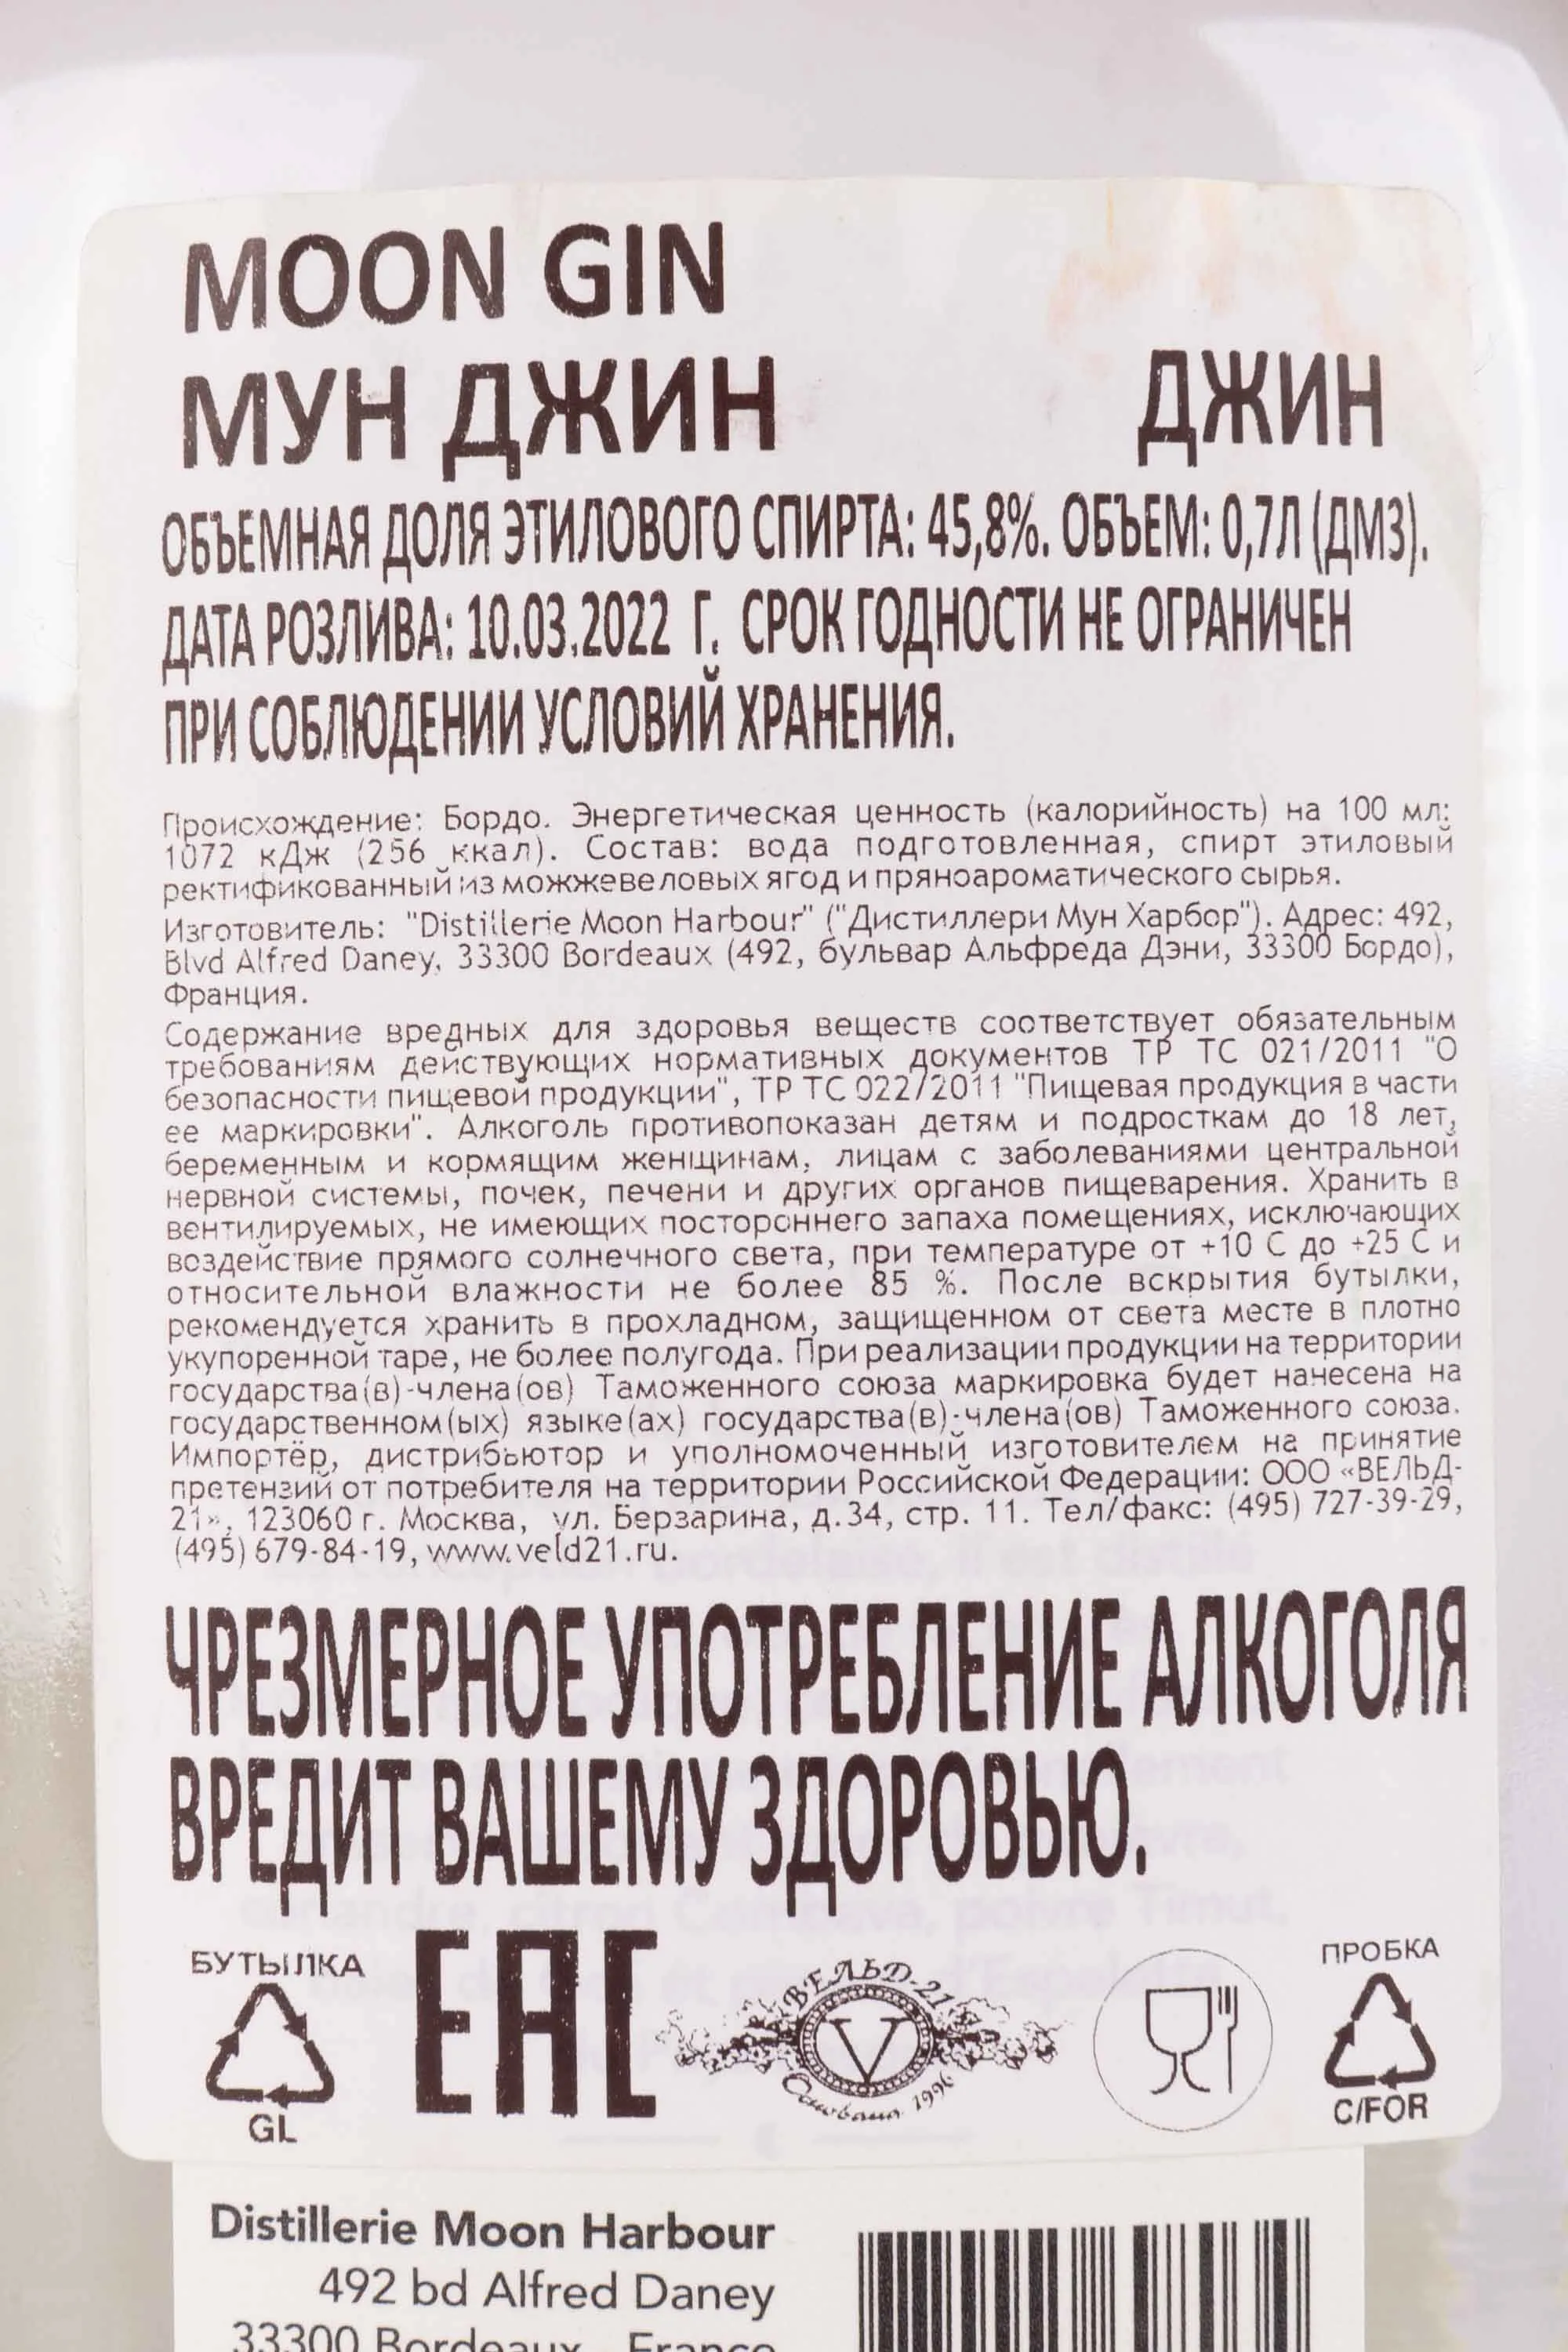 MOON GIN
МУН ДЖИН ДЖИН
ОБЪЕМНАЯ ДОЛЯ ЭТИЛОВОГО СПИРТА: 45,8%. ОБЪЕМ: 0,7Л (ДМ3).
ДАТА РОЗЛИВА: 10.03.2022 Г. СРОК ГОДНОСТИ НЕ ОГРАНИЧЕН
ПРИ СОБЛЮДЕНИИ УСЛОВИЙ ХРАНЕНИЯ.
Происхождение: Бордо. Энергетическая ценность (калорийность) на 100 мл:
1072 кДж (256 ккал). Состав: вода подготовленная, спирт этиловый
ректификованный из можжевеловых ягод и пряноароматического сырья.
Изготовитель: "Distillerie Moon Harbour" ("Дистиллери Мун Харбор"). Адрес: 492,
Blvd Alfred Daney, 33300 Bordeaux (492, бульвар Альфреда Дэни, 33300 Бордо),
Франция.
Содержание вредных для здоровья веществ соответствует обязательным
требованиям действующих нормативных документов ТР ТС 021/2011 "О
безопасности пищевой продукции", ТР ТС 022/2011 "Пищевая продукция в части
ее маркировки". Алкоголь противопоказан детям и подросткам до 18 лет,
беременным и кормящим женщинам, лицам с заболеваниями центральной
нервной системы, почек, печени и других органов пищеварения. Хранить в
вентилируемых, не имеющих постороннего запаха помещениях, исключающих
воздействие прямого солнечного света, при температуре от +10 С до +25 С и
относительной влажности не более 85 %. После вскрытия бутылки,
рекомендуется хранить в прохладном, защищенном от света месте в плотно
укупоренной таре, не более полугода. При реализации продукции на территории
государства(в)-члена(ов) Таможенного союза маркировка будет нанесена на
государственном(ых) языке(ах) государства(в)-члена(ов) Таможенного союза.
Импортёр, дистрибьютор и уполномоченный изготовителем на принятие
претензий от потребителя на территории Российской Федерации: ООО «ВЕЛЬД-
21», 123060 г. Москва, ул. Берзарина, д.34, стр. 11. Тел/факс: (495) 727-39-29,
(495) 679-84-19, www.veld21.ru.
ЧРЕЗМЕРНОЕ УПОТРЕБЛЕНИЕ АЛКОГОЛЯ
ВРЕДИТ ВАШЕМУ ЗДОРОВЬЮ.
БУТЫЛКА
GL
EAC
ВЕЛЬД-21
V
Основана 1996
ПРОБКА
C/FOR
Distillerie Moon Harbour
492 bd Alfred Daney
33300 Bordeaux - France